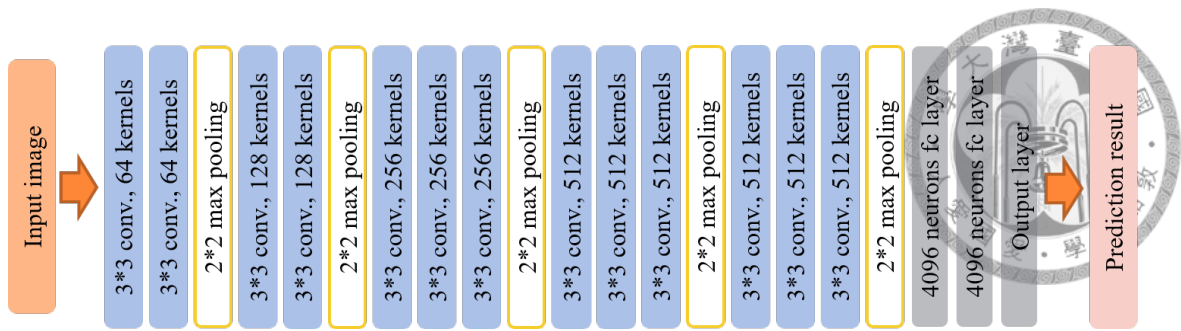 Input image
3*3 conv., 64 kernels
3*3 conv., 64 kernels
2*2 max pooling
3*3 conv., 128 kernels
3*3 conv., 128 kernels
2*2 max pooling
3*3 conv., 256 kernels
3*3 conv., 256 kernels
3*3 conv., 256 kernels
2*2 max pooling
3*3 conv., 512 kernels
3*3 conv., 512 kernels
3*3 conv., 512 kernels
2*2 max pooling
3*3 conv., 512 kernels
3*3 conv., 512 kernels
3*3 conv., 512 kernels
2*2 max pooling
4096 neurons fc layer
4096 neurons fc layer
Output layer
Prediction result
臺灣大學